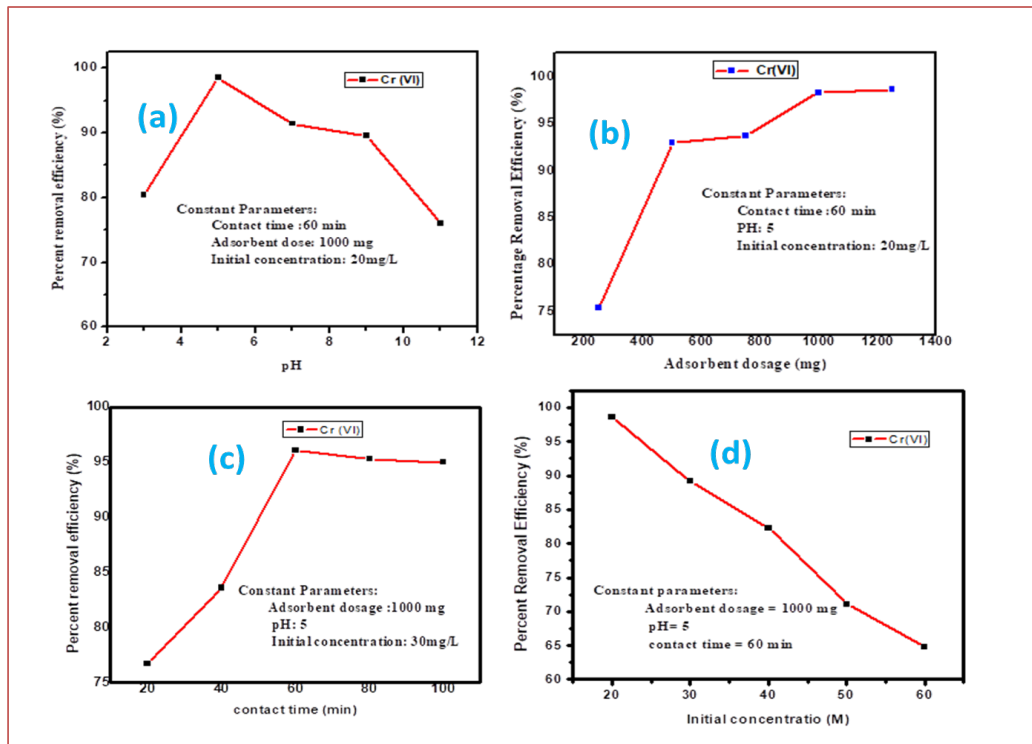 (a)
Cr (VI)
Percent removal efficiency (%)
100
90
80
70
60
Constant Parameters:
Contact time :60 min
Adsorbent dose: 1000 mg
Initial concentration: 20mg/L
0 2 4 6 8 10 12
pH
(b)
Cr(VI)
Percentage Removal Efficiency (%)
100
95
90
85
80
75
Constant Parameters:
Contact time :60 min
PH: 5
Initial concentration: 20mg/L
200 400 600 800 1000 1200 1400
Adsorbent dosage (mg)
(c)
Cr (VI)
Percent removal efficiency (%)
100
95
90
85
80
75
Constant Parameters:
Adsorbent dosage :1000 mg
pH: 5
Initial concentration: 30mg/L
20 40 60 80 100
contact time (min)
(d)
Cr(VI)
Percent Removal Efficiency (%)
100
95
90
85
80
75
70
65
Constant parameters:
Adsorbent dosage = 1000 mg
pH= 5
contact time = 60 min
20 30 40 50 60
Initial concentratio (M)